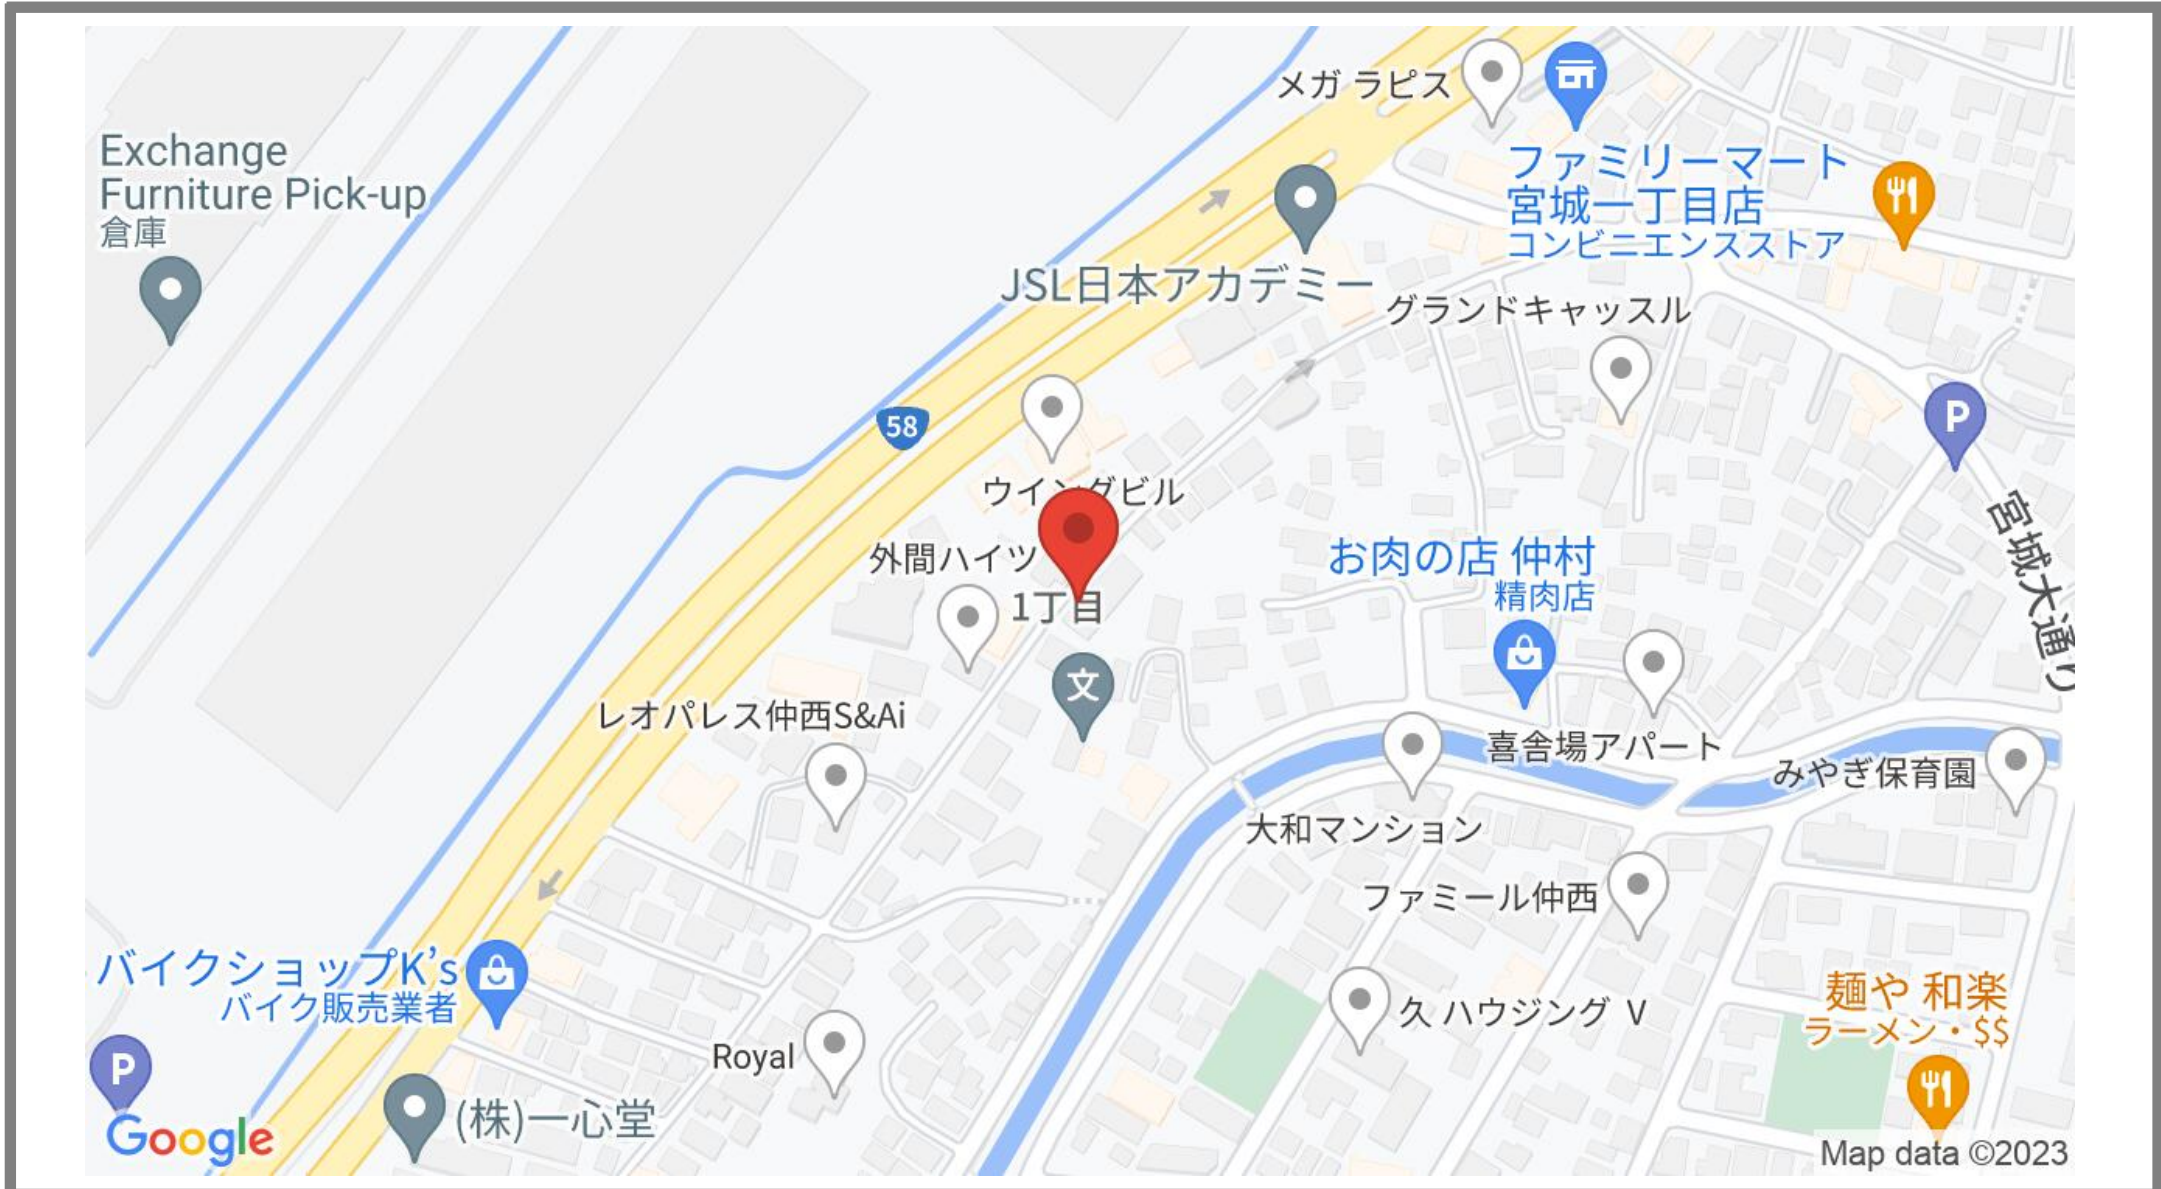 メガ ラピス
Exchange
Furniture Pick-up
倉庫
ファミリーマート
宮城一丁目店
コンビニエンスストア
JSL日本アカデミー
グランドキャッスル
58
P
ウイングビル
宮城大通り
外間ハイツ
お肉の店 仲村
精肉店
1丁目
文
レオパレス仲西S&Ai
喜舎場アパート
みやぎ保育園
大和マンション
ファミール仲西
バイクショップK's
バイク販売業者
麺や 和楽
ラーメン・$$
久 ハウジング V
Royal
P
(株)一心堂
Google
Map data ©2023